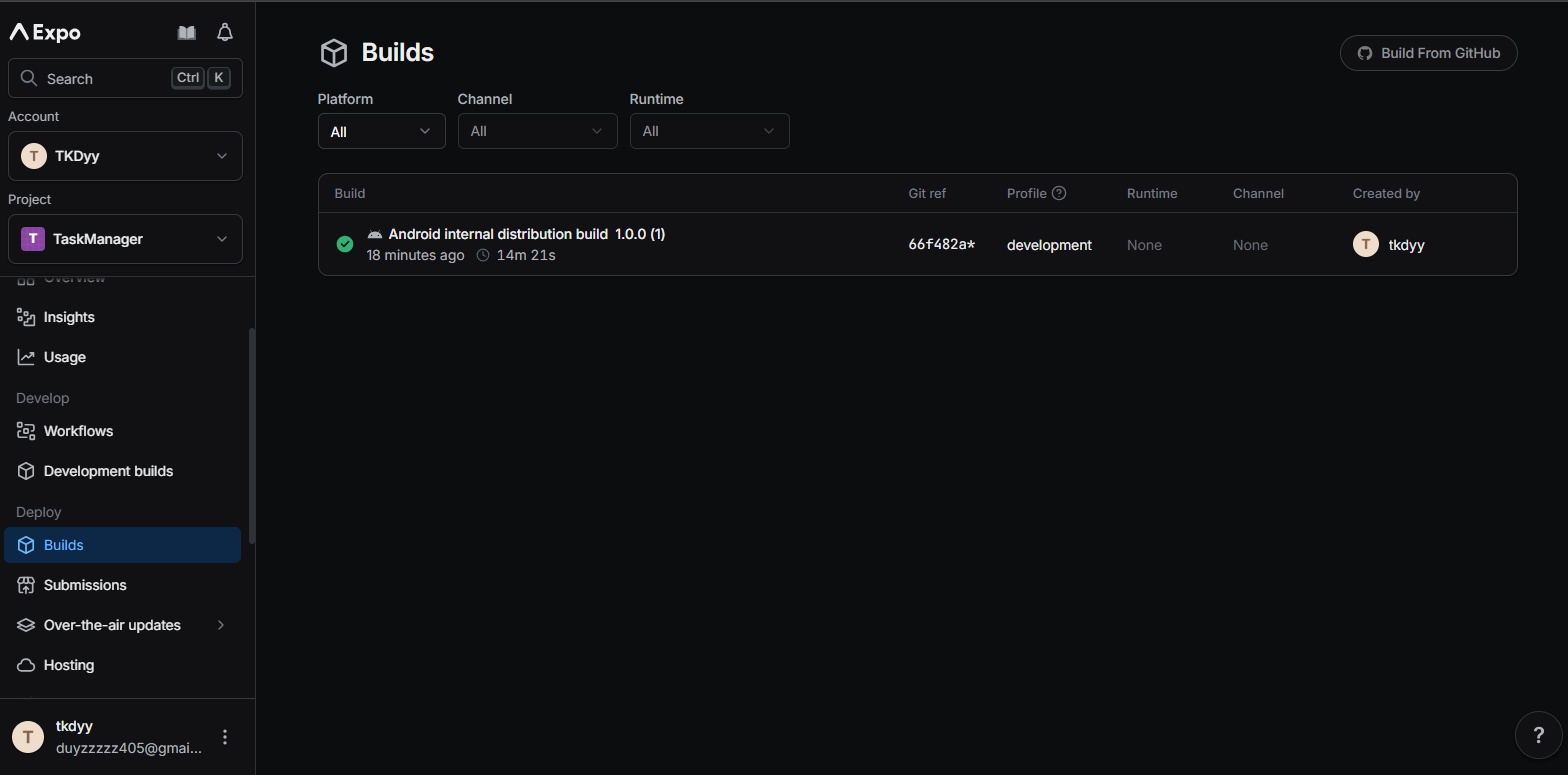 Expo
Search Ctrl K
Account
T TKDyy
Project
T TaskManager
Overview
Insights
Usage
Develop
Workflows
Development builds
Deploy
Builds
Submissions
Over-the-air updates
Hosting
T tkdyy
duyzzzzz405@gmai...
Builds
Build From GitHub
Platform Channel Runtime
All All All
Build Git ref Profile ? Runtime Channel Created by
Android internal distribution build 1.0.0 (1)
18 minutes ago 14m 21s
66f482a* development None None T tkdyy
?